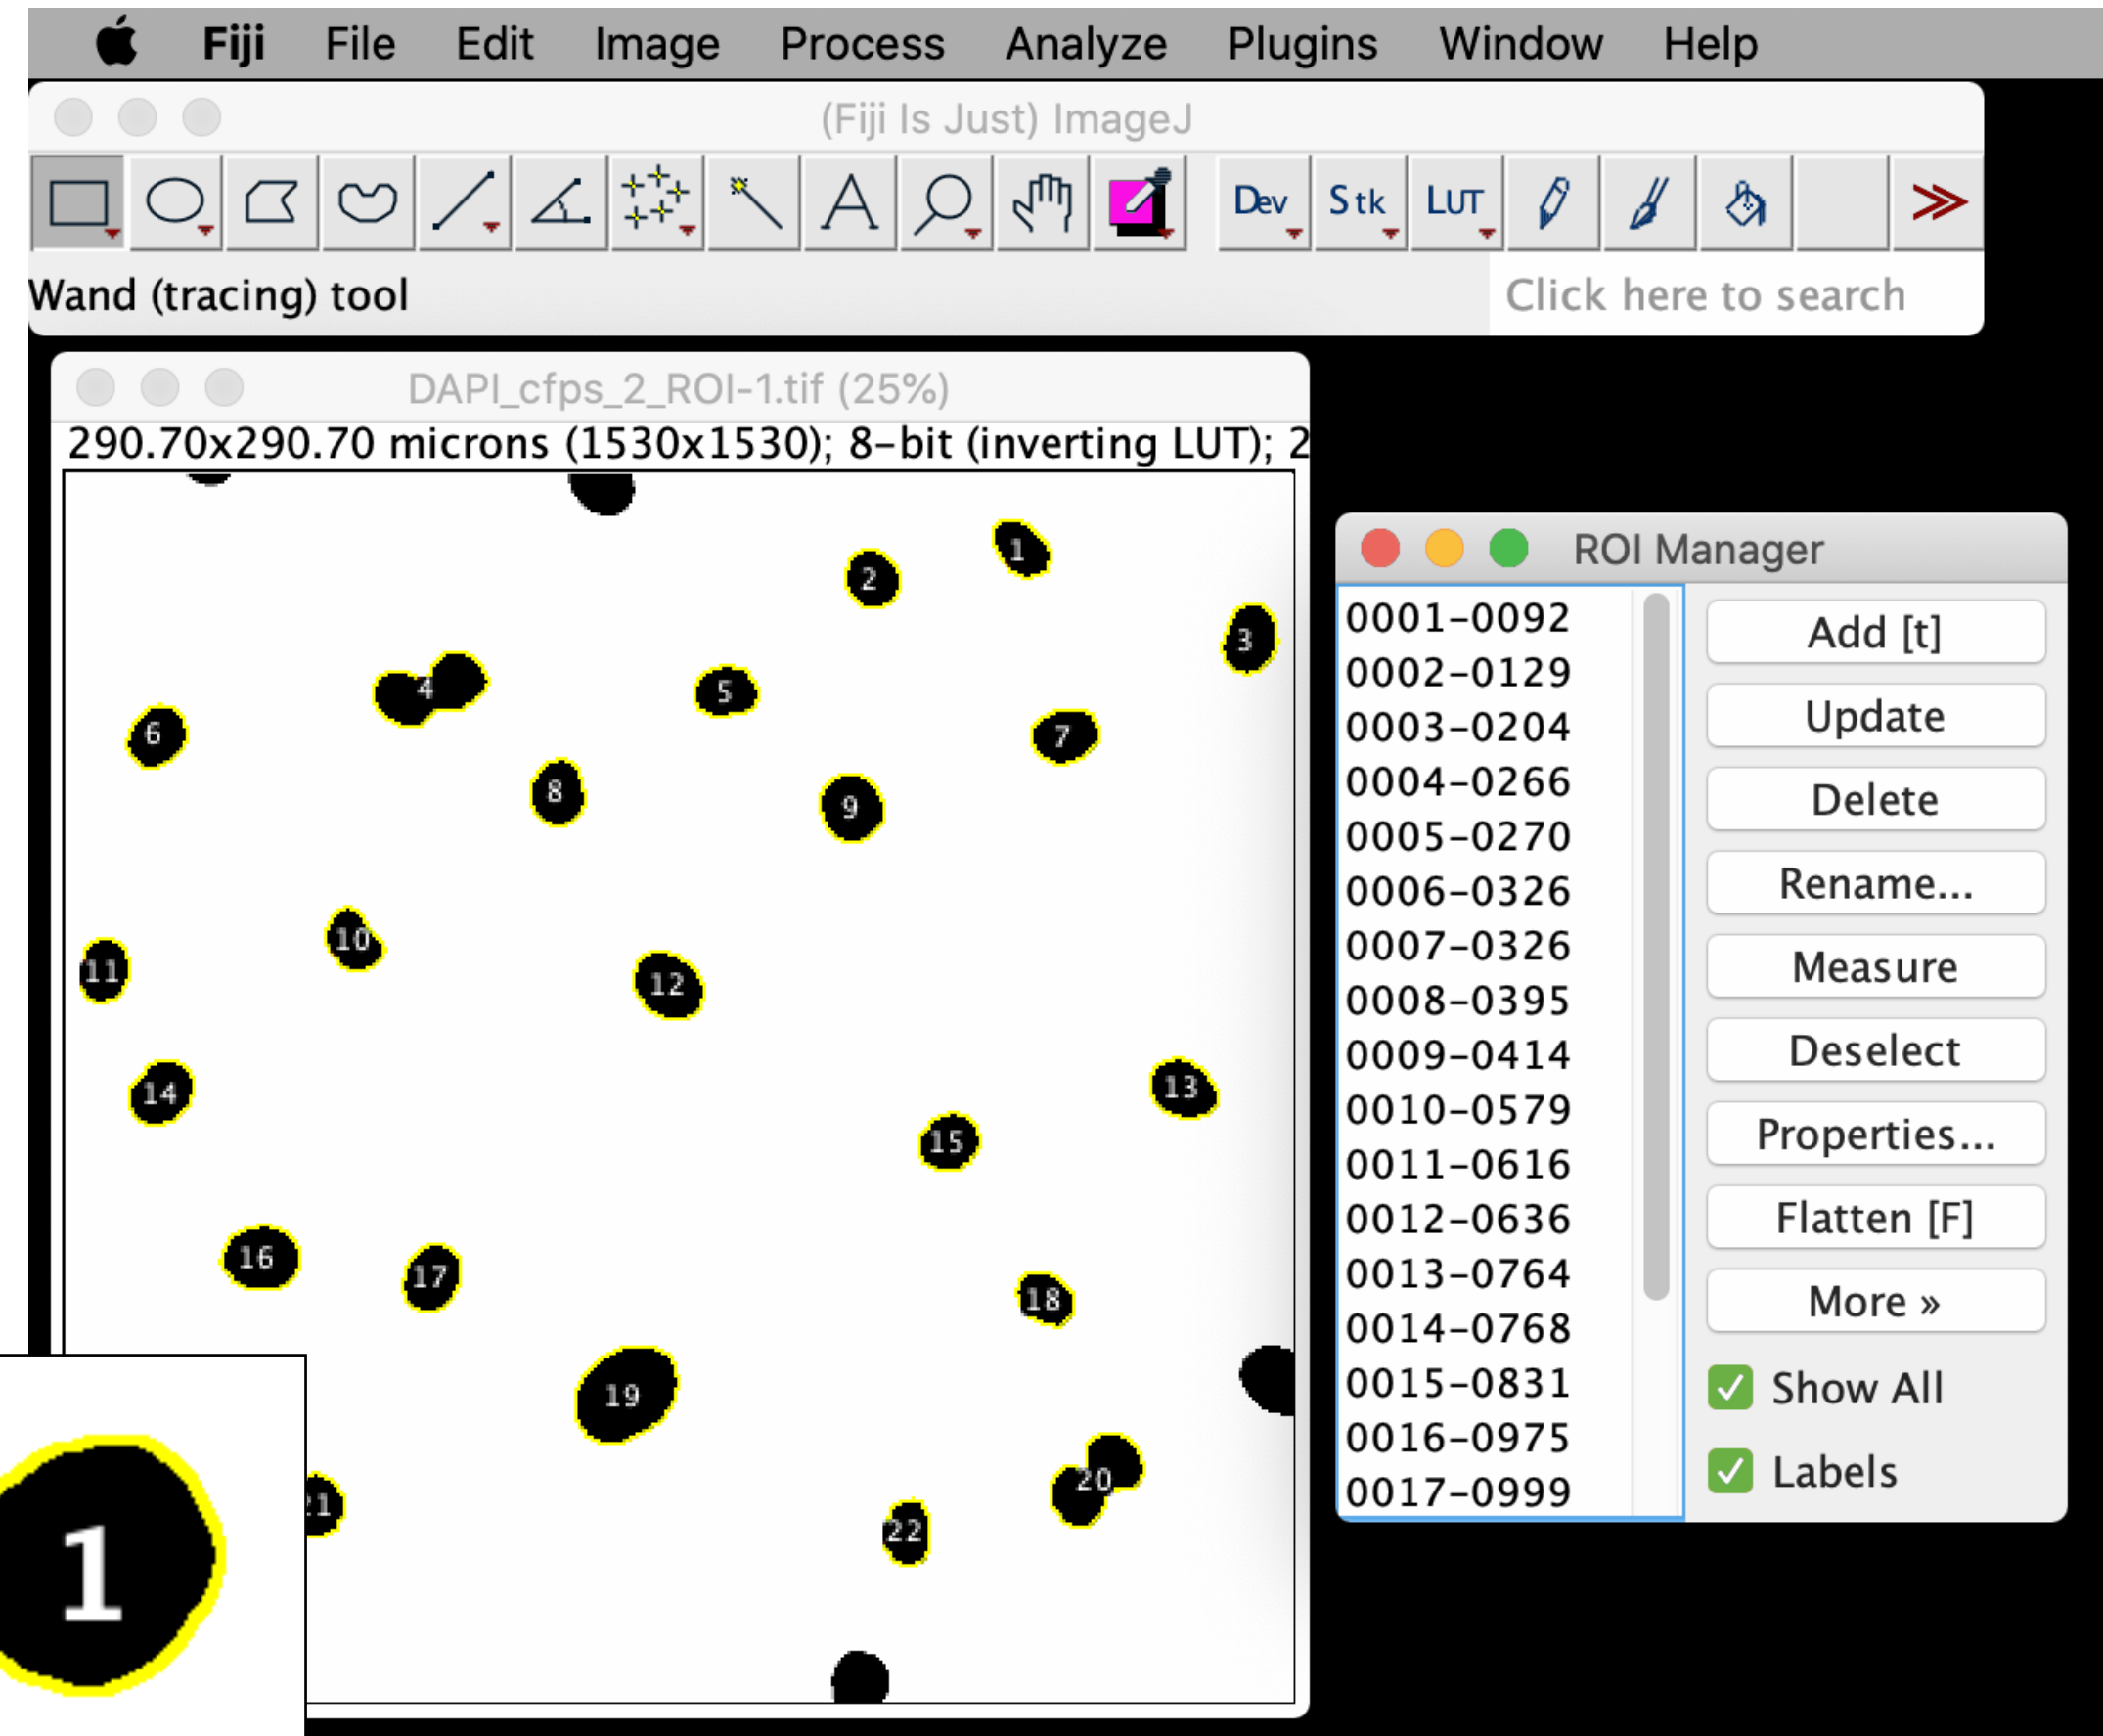 Fiji File Edit Image Process Analyze Plugins Window Help
(Fiji Is Just) ImageJ
A Dev Stk LUT
Wand (tracing) tool
Click here to search
DAPI_cfps_2_ROI-1.tif (25%)
290.70x290.70 microns (1530x1530); 8-bit (inverting LUT); 2
1
2
3
4
5
6
7
8
9
10
11
12
13
14
15
16
17
18
19
20
21
22
1
ROI Manager
0001-0092
0002-0129
0003-0204
0004-0266
0005-0270
0006-0326
0007-0326
0008-0395
0009-0414
0010-0579
0011-0616
0012-0636
0013-0764
0014-0768
0015-0831
0016-0975
0017-0999
Add [t]
Update
Delete
Rename...
Measure
Deselect
Properties...
Flatten [F]
More »
Show All
Labels